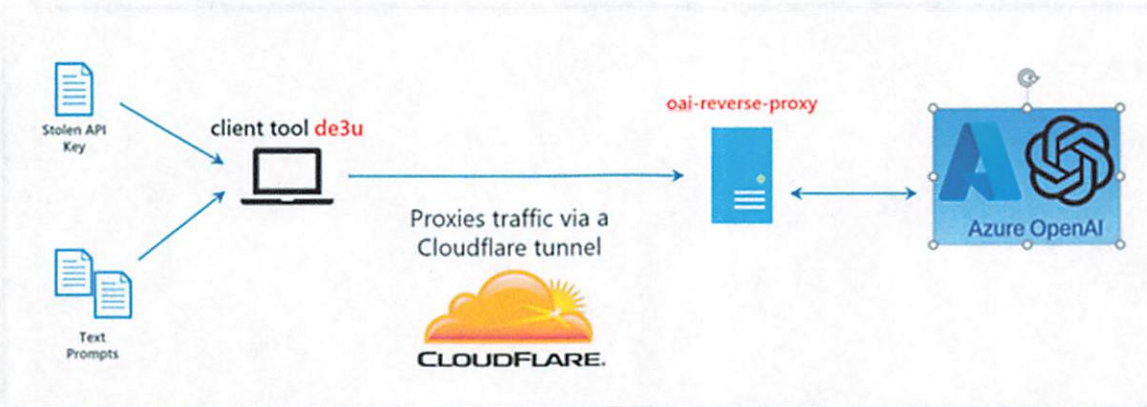 Stolen API
Key
client tool de3u
oai-reverse-proxy
Azure OpenAI
Proxies traffic via a
Cloudflare tunnel
CLOUDFLARE.
Text
Prompts